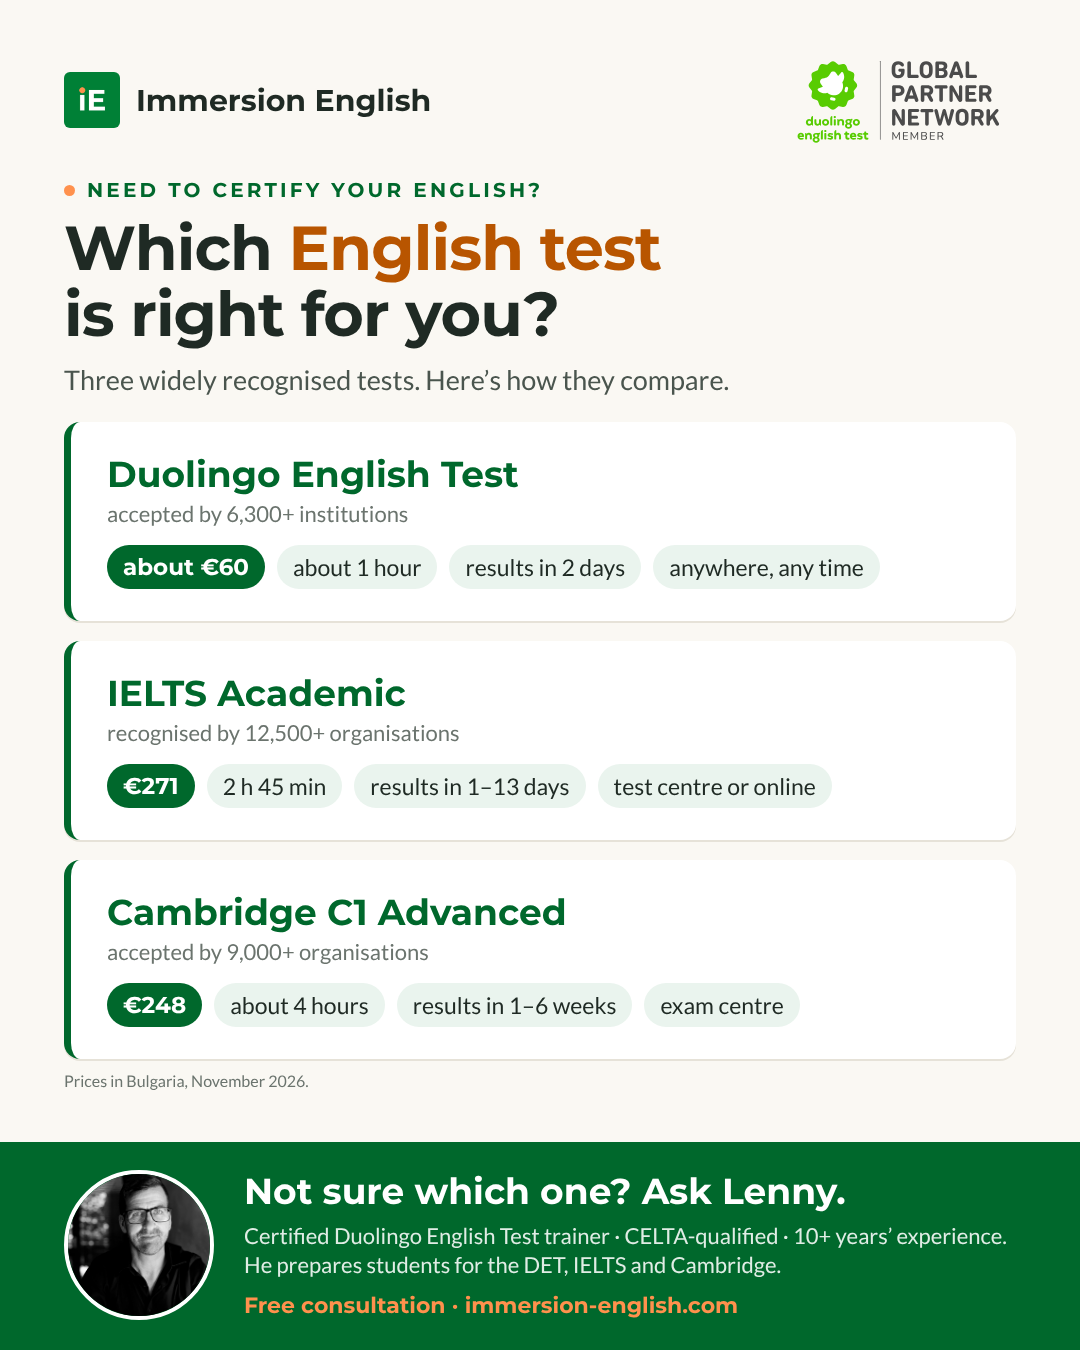 iE Immersion English
duolingo
english test
GLOBAL
PARTNER
NETWORK
MEMBER
NEED TO CERTIFY YOUR ENGLISH?
Which English test
is right for you?
Three widely recognised tests. Here’s how they compare.
Duolingo English Test
accepted by 6,300+ institutions
about €60 about 1 hour results in 2 days anywhere, any time
IELTS Academic
recognised by 12,500+ organisations
€271 2 h 45 min results in 1–13 days test centre or online
Cambridge C1 Advanced
accepted by 9,000+ organisations
€248 about 4 hours results in 1–6 weeks exam centre
Prices in Bulgaria, November 2026.
Not sure which one? Ask Lenny.
Certified Duolingo English Test trainer · CELTA-qualified · 10+ years’ experience.
He prepares students for the DET, IELTS and Cambridge.
Free consultation · immersion-english.com